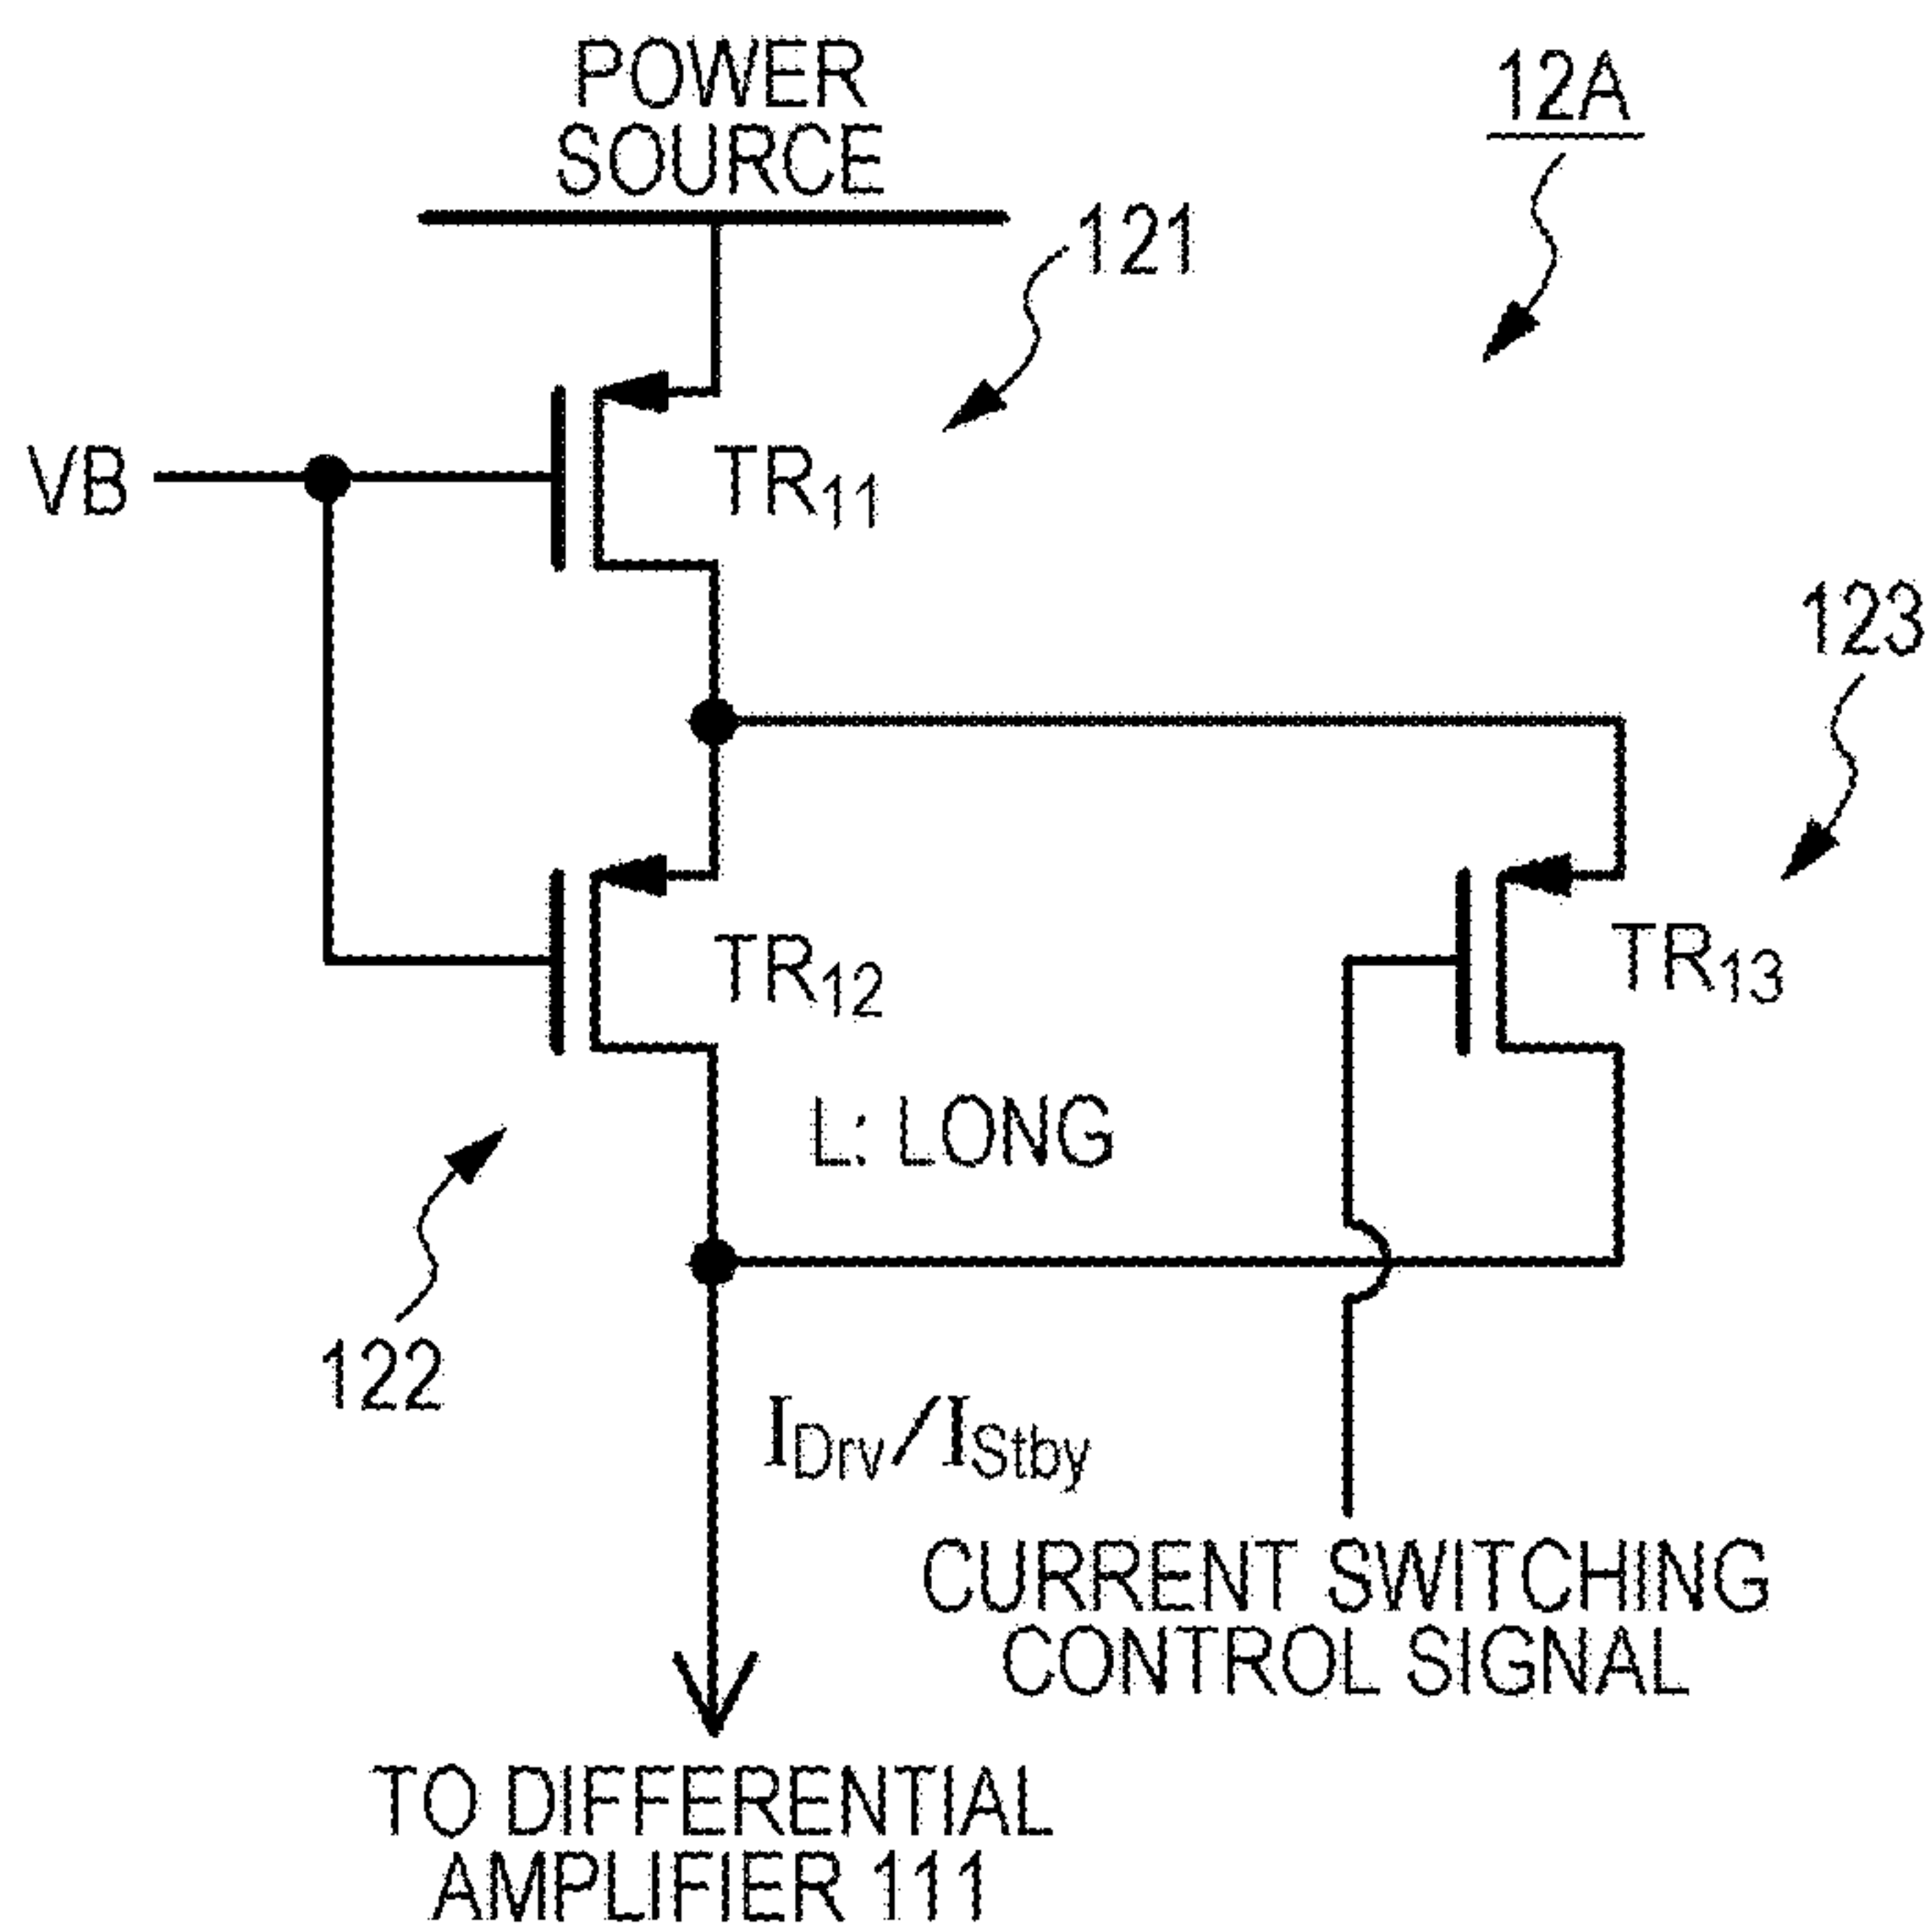 POWER
SOURCE
12A
121
VB
TR11
123
TR12
TR13
L: LONG
122
IDrv/IStby
CURRENT SWITCHING
CONTROL SIGNAL
TO DIFFERENTIAL
AMPLIFIER 111